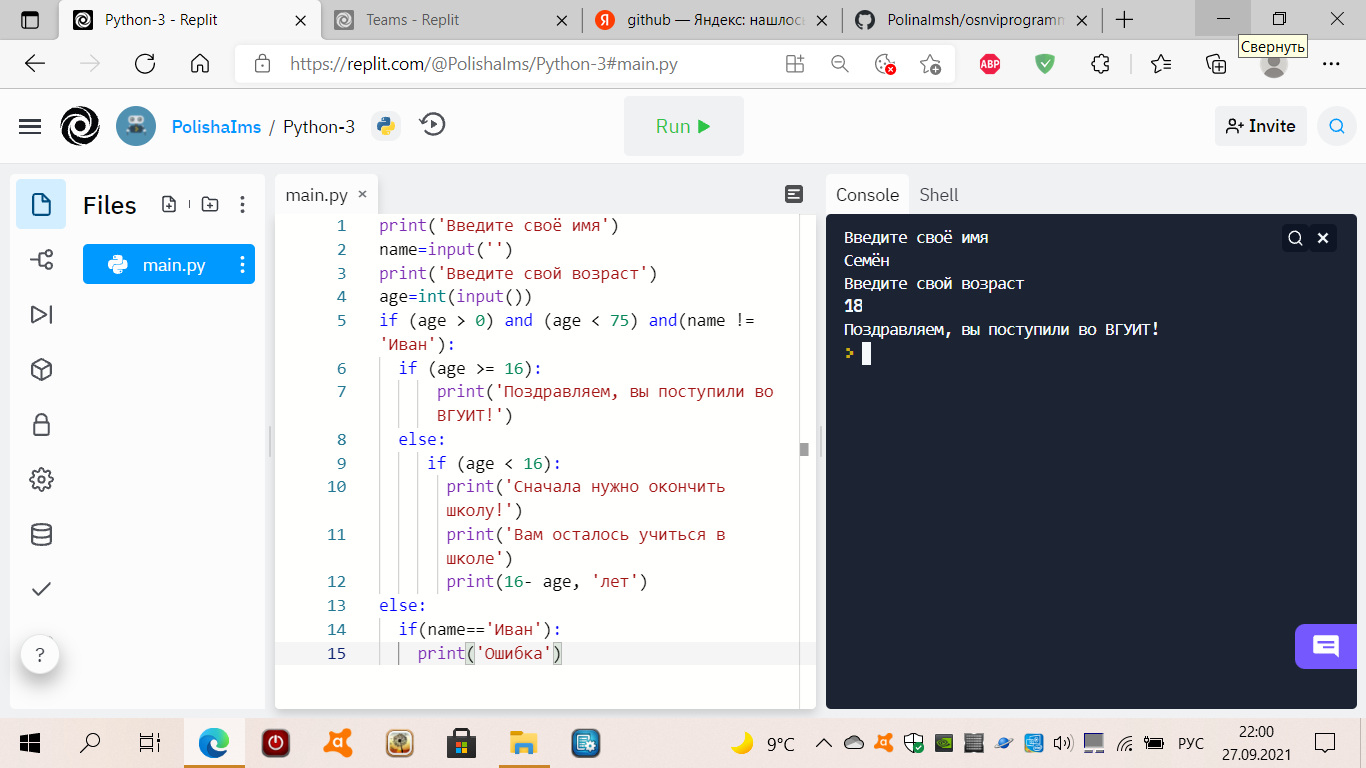 Python-3 - Replit
Teams - Replit
github — Яндекс: нашлось
Polinalmsh/osnviprogramm
Свернуть
https://replit.com/@PolishaIms/Python-3#main.py
ABP
PolishaIms / Python-3
Run
Invite
Files
main.py
main.py ×
1 print('Введите своё имя')
2 name=input('')
3 print('Введите свой возраст')
4 age=int(input())
5 if (age > 0) and (age < 75) and(name !=
'Иван'):
6 if (age >= 16):
7 print('Поздравляем, вы поступили во
ВГУИТ!')
8 else:
9 if (age < 16):
10 print('Сначала нужно окончить
школу!')
11 print('Вам осталось учиться в
школе')
12 print(16- age, 'лет')
13 else:
14 if(name=='Иван'):
15 print('Ошибка')
Console Shell
Введите своё имя
Семён
Введите свой возраст
18
Поздравляем, вы поступили во ВГУИТ!
>
?
9°C
РУС
22:00
27.09.2021